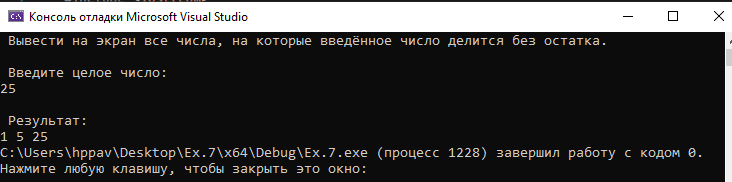 Консоль отладки Microsoft Visual Studio
Вывести на экран все числа, на которые введённое число делится без остатка.
Введите целое число:
25
Результат:
1 5 25
C:\Users\hppav\Desktop\Ex.7\x64\Debug\Ex.7.exe (процесс 1228) завершил работу с кодом 0.
Нажмите любую клавишу, чтобы закрыть это окно: